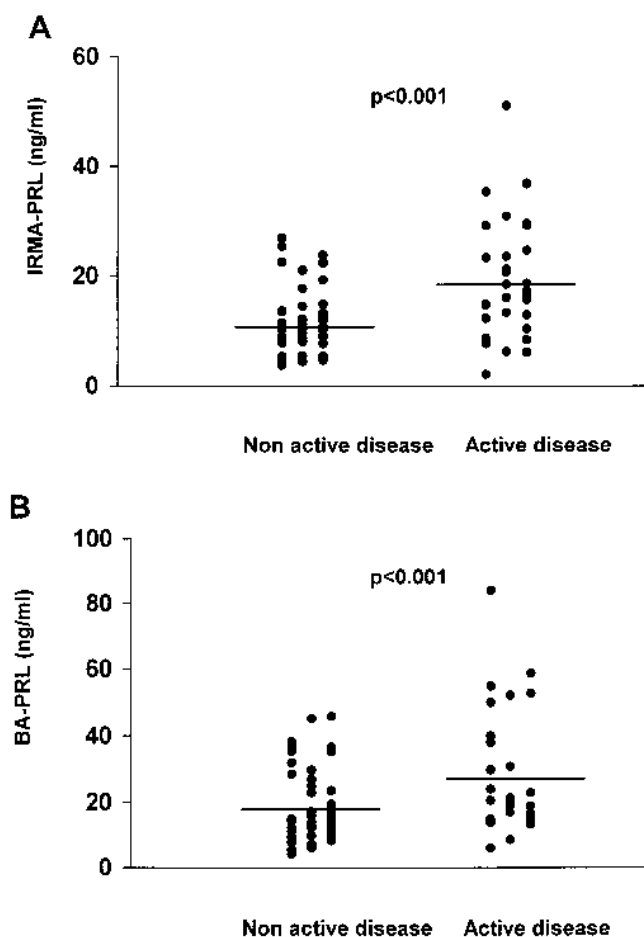 A
60
p<0.001
40
IRMA-PRL (ng/ml)
20
0
Non active disease Active disease
B
100
p<0.001
80
60
BA-PRL (ng/ml)
40
20
0
Non active disease Active disease